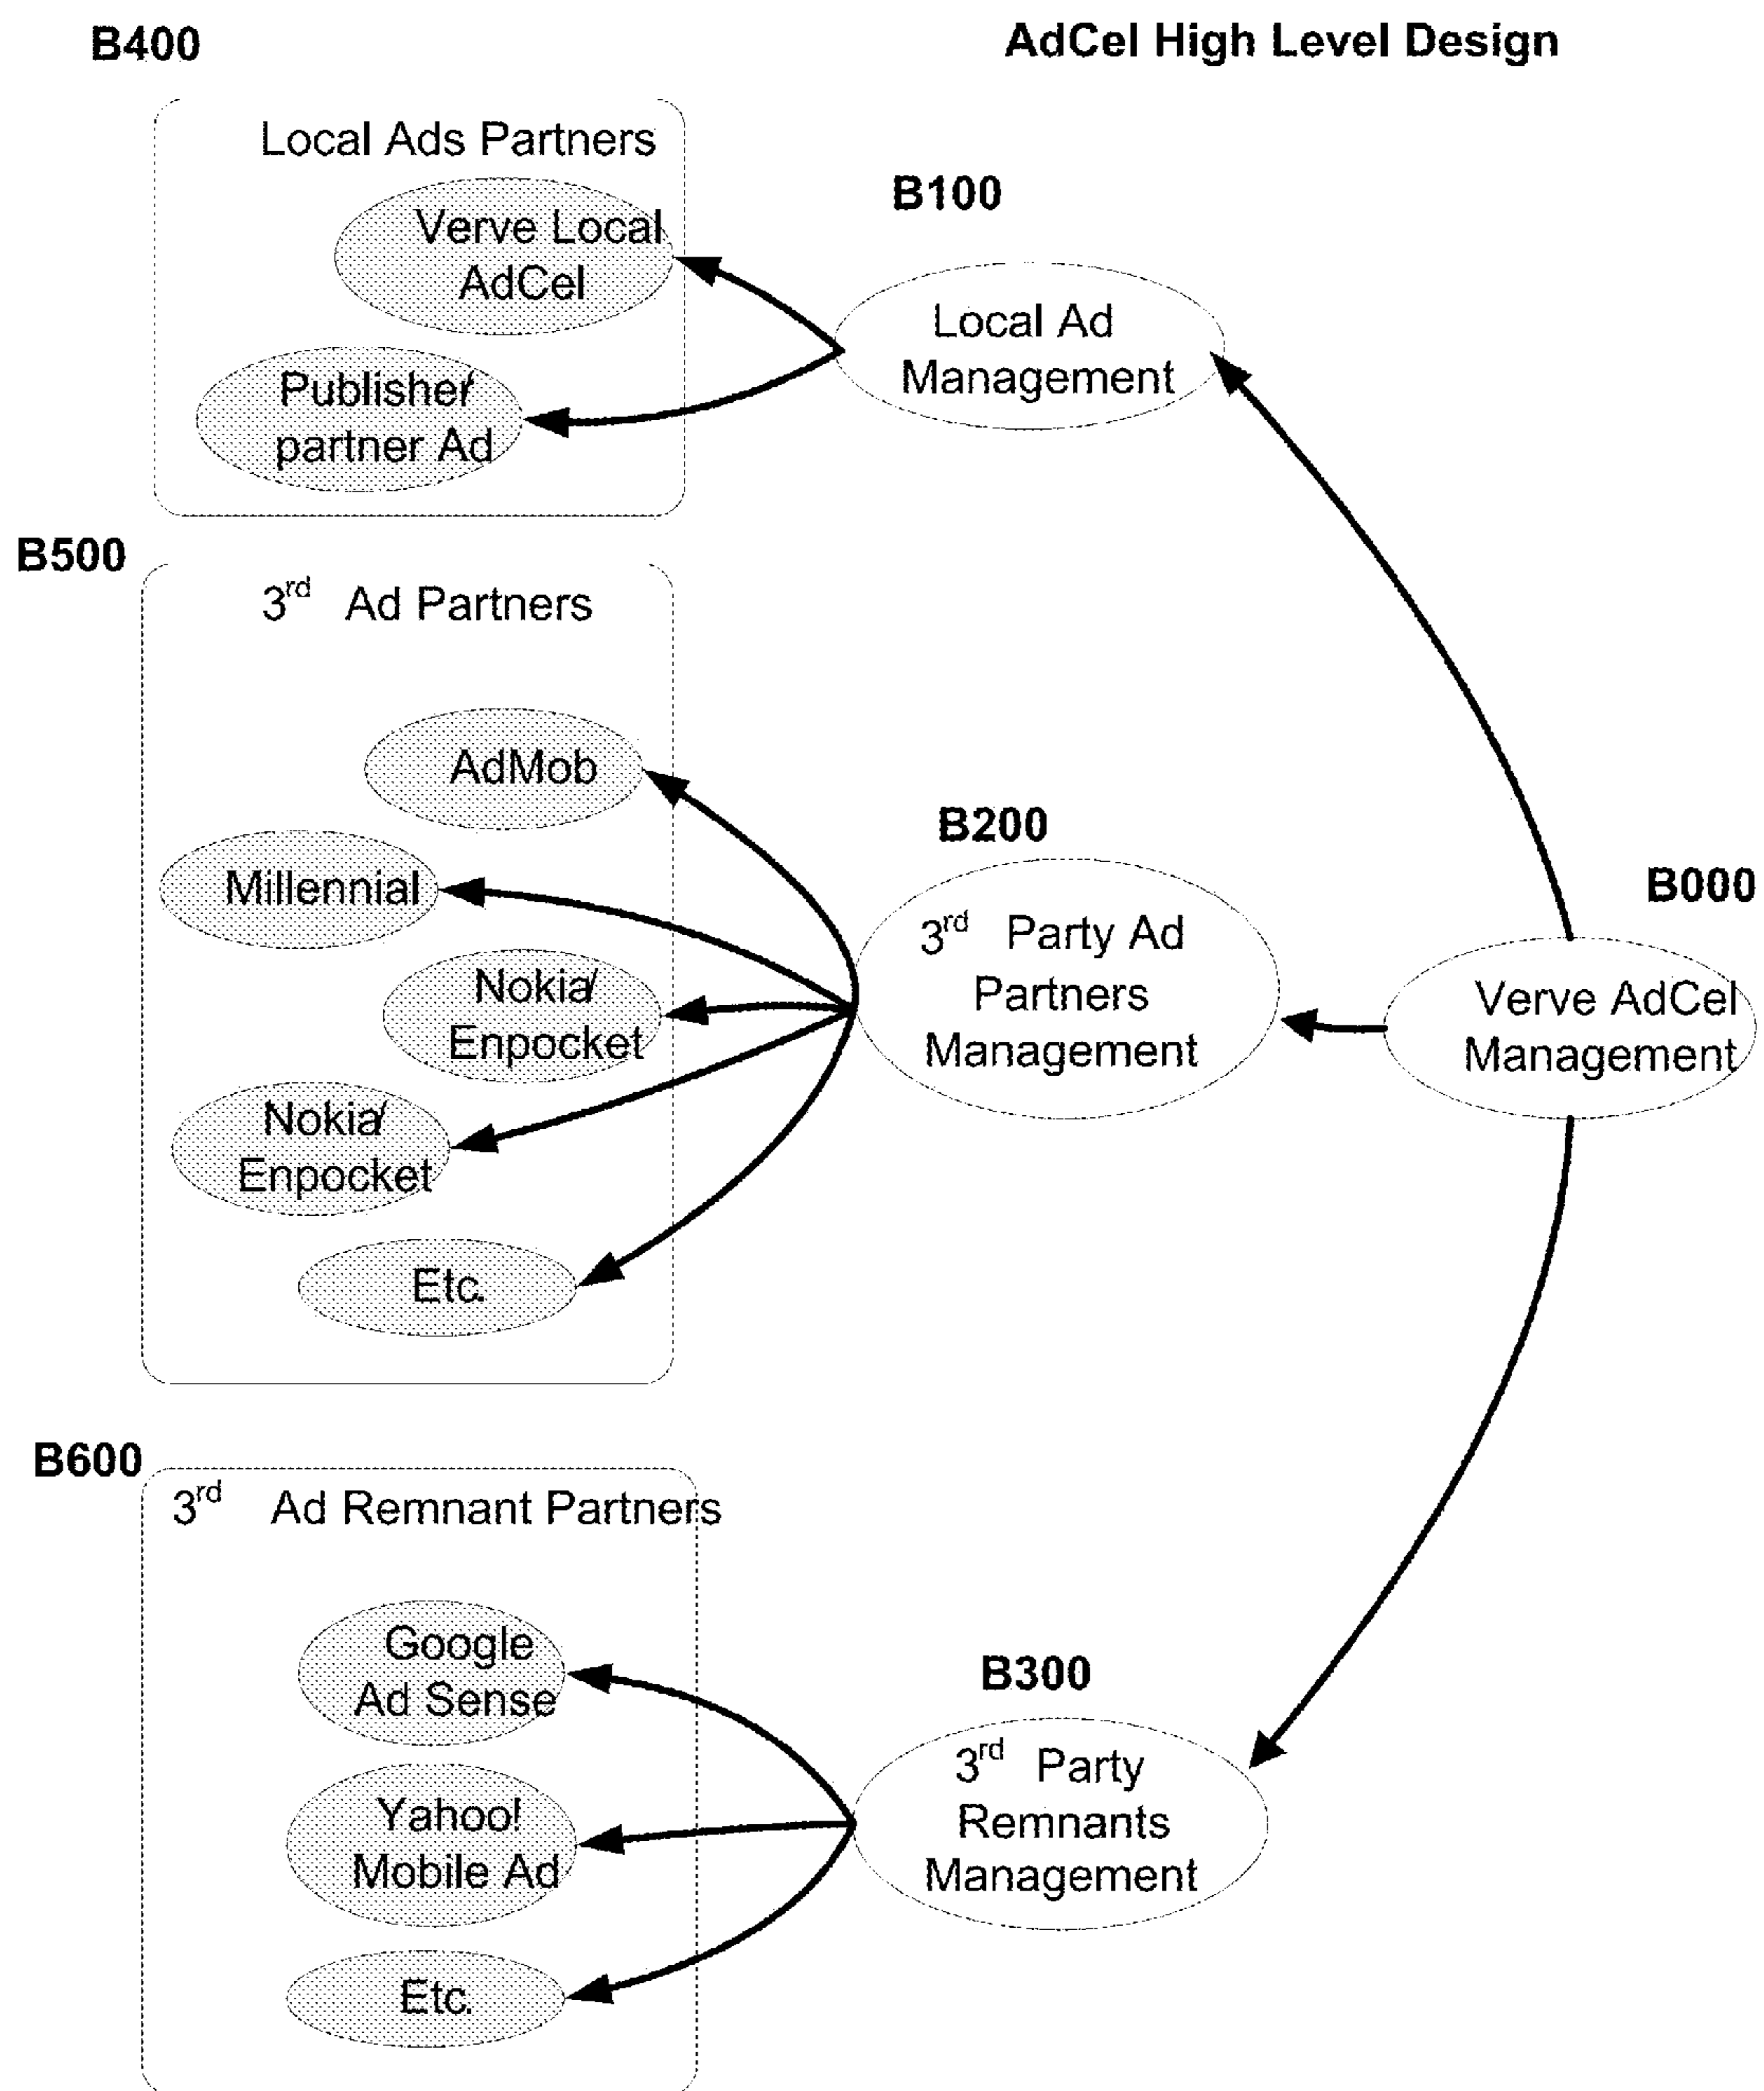 B400
AdCel High Level Design
Local Ads Partners
Verve Local
AdCel
Publisher/
partner Ad
B100
Local Ad
Management
B500
3rd Ad Partners
AdMob
Millennial
Nokia/
Enpocket
Nokia/
Enpocket
Etc.
B200
3rd Party Ad
Partners
Management
B000
Verve AdCel
Management
B600
3rd Ad Remnant Partners
Google
Ad Sense
Yahoo!
Mobile Ad
Etc.
B300
3rd Party
Remnants
Management